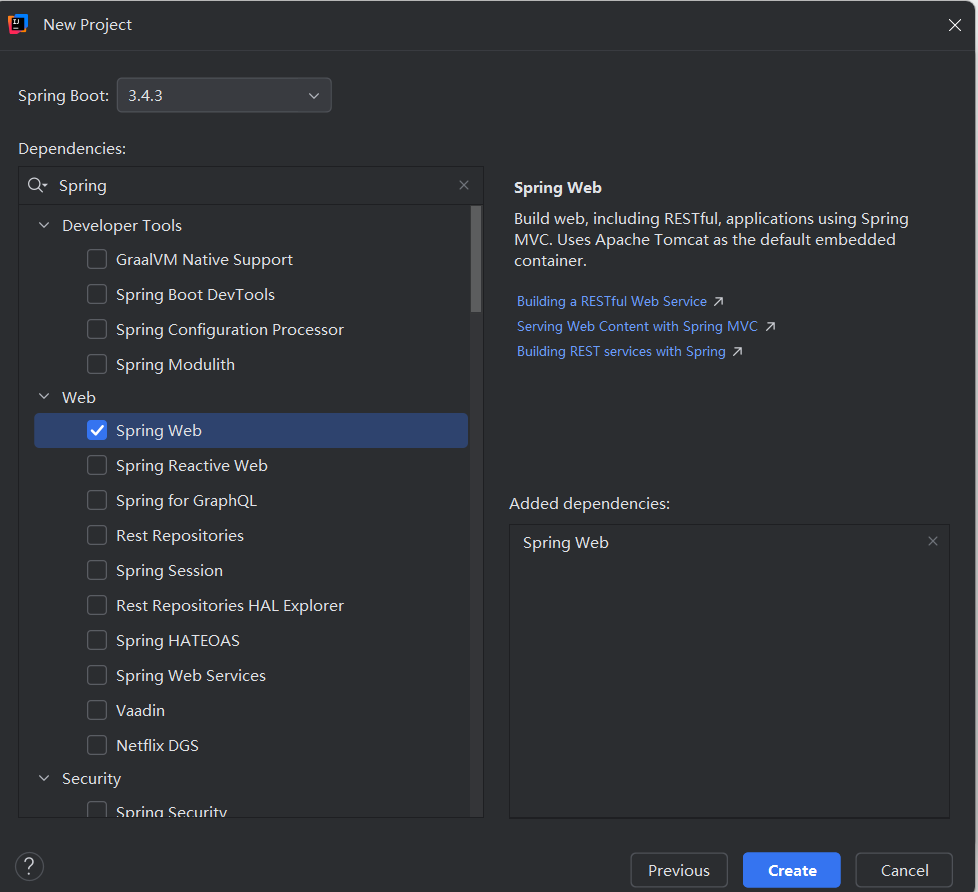 New Project
Spring Boot: 3.4.3
Dependencies:
Spring
Developer Tools
GraalVM Native Support
Spring Boot DevTools
Spring Configuration Processor
Spring Modulith
Web
Spring Web
Spring Reactive Web
Spring for GraphQL
Rest Repositories
Spring Session
Rest Repositories HAL Explorer
Spring HATEOAS
Spring Web Services
Vaadin
Netflix DGS
Security
Spring Security
Spring Web
Build web, including RESTful, applications using Spring
MVC. Uses Apache Tomcat as the default embedded
container.
Building a RESTful Web Service
Serving Web Content with Spring MVC
Building REST services with Spring
Added dependencies:
Spring Web
?
Previous
Create
Cancel